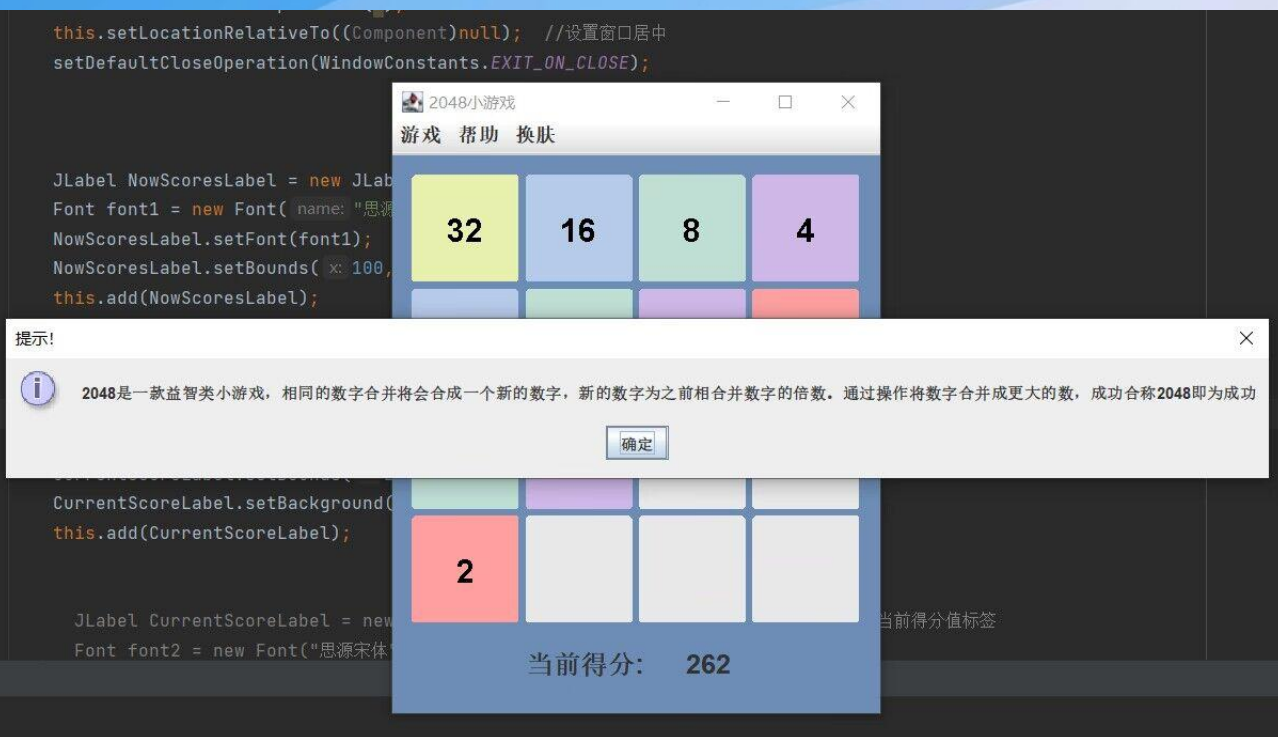 this.setLocationRelativeTo((Component)null);  //设置窗口居中
setDefaultCloseOperation(WindowConstants.EXIT_ON_CLOSE);
2048小游戏
游戏 帮助 换肤
JLabel NowScoresLabel = new JLab
Font font1 = new Font( name: "思源
NowScoresLabel.setFont(font1);
NowScoresLabel.setBounds( x: 100,
this.add(NowScoresLabel);
32 16 8 4
提示!
2048是一款益智类小游戏，相同的数字合并将会合成一个新的数字，新的数字为之前相合并数字的倍数。通过操作将数字合并成更大的数，成功合称2048即为成功
确定
CurrentScoreLabel.setBackground(
this.add(CurrentScoreLabel);
2
JLabel CurrentScoreLabel = new
当前得分值标签
Font font2 = new Font("思源宋体"
当前得分: 262